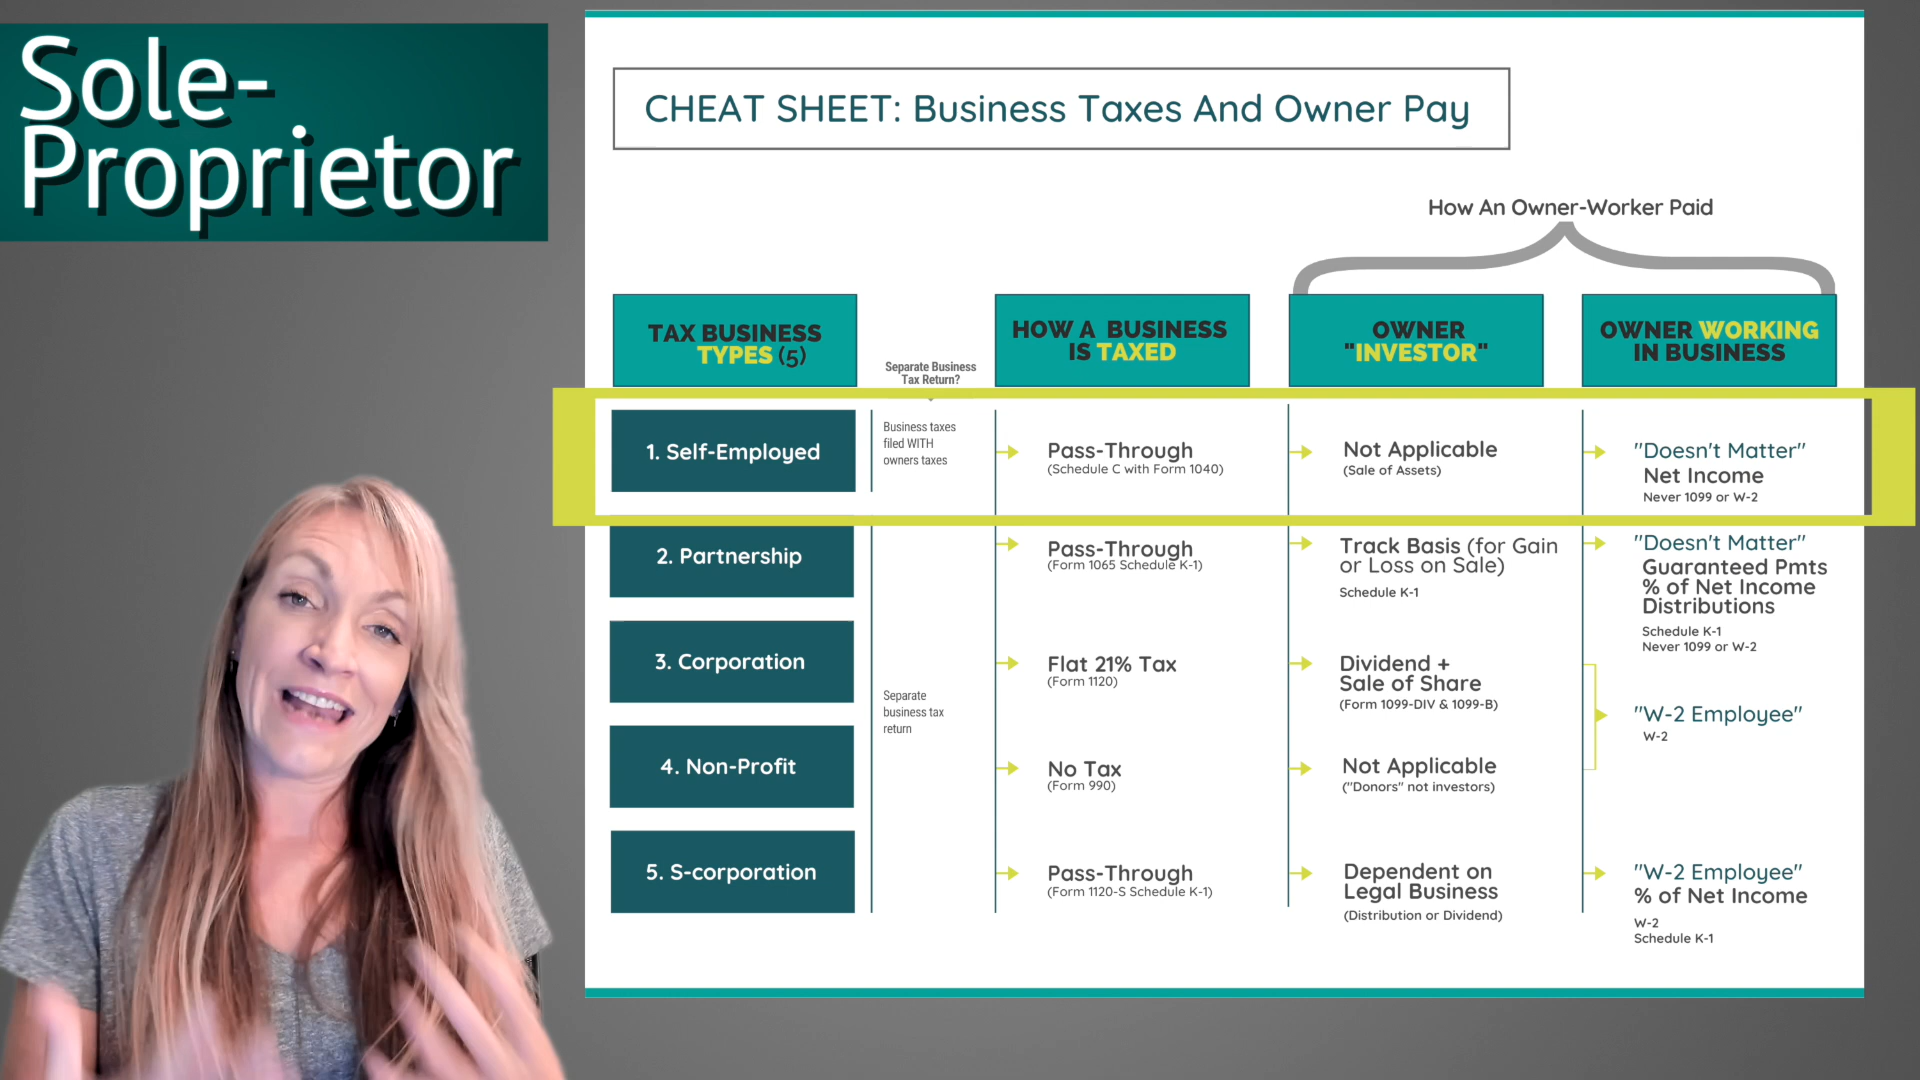 Sole-
Proprietor
CHEAT SHEET: Business Taxes And Owner Pay
How An Owner-Worker Paid
TAX BUSINESS
TYPES (5)
Separate Business
Tax Return?
HOW A BUSINESS
IS TAXED
OWNER
"INVESTOR"
OWNER WORKING
IN BUSINESS
1. Self-Employed
Business taxes
filed WITH
owners taxes
Pass-Through
(Schedule C with Form 1040)
Not Applicable
(Sale of Assets)
"Doesn't Matter"
Net Income
Never 1099 or W-2
2. Partnership
Pass-Through
(Form 1065 Schedule K-1)
Track Basis (for Gain
or Loss on Sale)
Schedule K-1
"Doesn't Matter"
Guaranteed Pmts
% of Net Income
Distributions
Schedule K-1
Never 1099 or W-2
3. Corporation
Separate
business tax
return
Flat 21% Tax
(Form 1120)
Dividend +
Sale of Share
(Form 1099-DIV & 1099-B)
"W-2 Employee"
W-2
4. Non-Profit
No Tax
(Form 990)
Not Applicable
("Donors" not investors)
5. S-corporation
Pass-Through
(Form 1120-S Schedule K-1)
Dependent on
Legal Business
(Distribution or Dividend)
"W-2 Employee"
% of Net Income
W-2
Schedule K-1